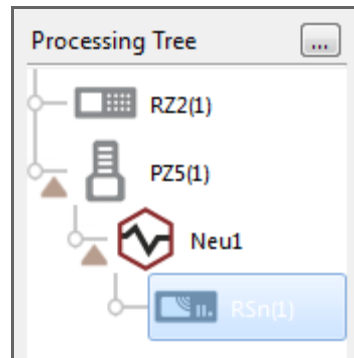 Processing Tree ...
RZ2(1)
PZ5(1)
Neu1
RSn(1)